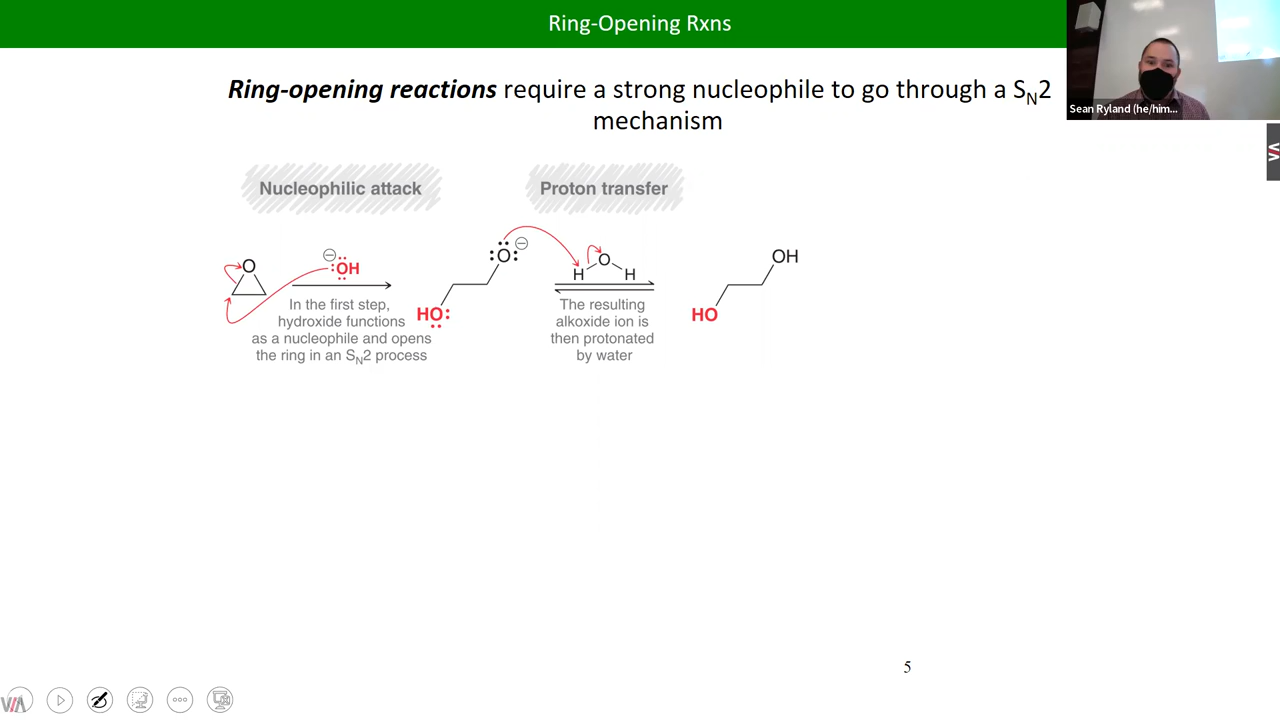 Ring-Opening Rxns
Sean Ryland (he/him...
Ring-opening reactions require a strong nucleophile to go through a SN2
mechanism
Nucleophilic attack
Proton transfer
O
⊖
:OH
In the first step,
hydroxide functions
as a nucleophile and opens
the ring in an SN2 process
:O: ⊖
HO:
O
H H
The resulting
alkoxide ion is
then protonated
by water
OH
HO
5
VIA